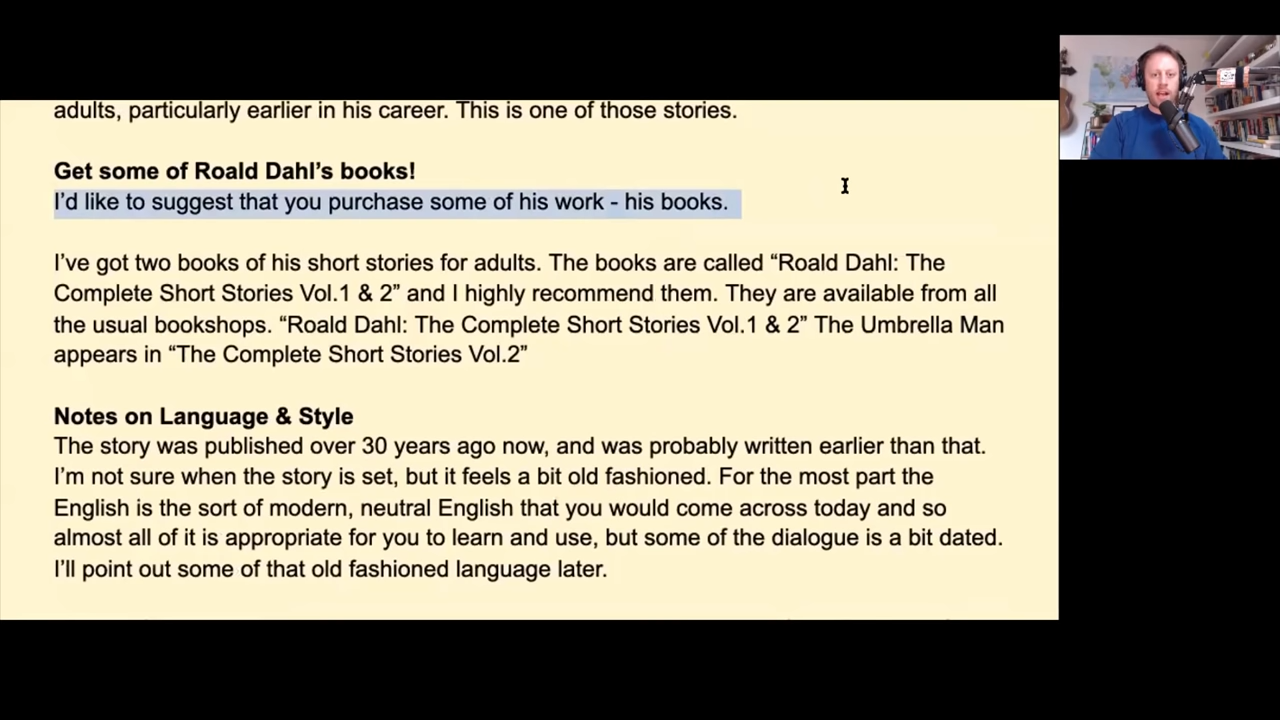 adults, particularly earlier in his career. This is one of those stories.
Get some of Roald Dahl’s books!
I’d like to suggest that you purchase some of his work - his books.
I’ve got two books of his short stories for adults. The books are called “Roald Dahl: The
Complete Short Stories Vol.1 & 2” and I highly recommend them. They are available from all
the usual bookshops. “Roald Dahl: The Complete Short Stories Vol.1 & 2” The Umbrella Man
appears in “The Complete Short Stories Vol.2”
Notes on Language & Style
The story was published over 30 years ago now, and was probably written earlier than that.
I’m not sure when the story is set, but it feels a bit old fashioned. For the most part the
English is the sort of modern, neutral English that you would come across today and so
almost all of it is appropriate for you to learn and use, but some of the dialogue is a bit dated.
I’ll point out some of that old fashioned language later.